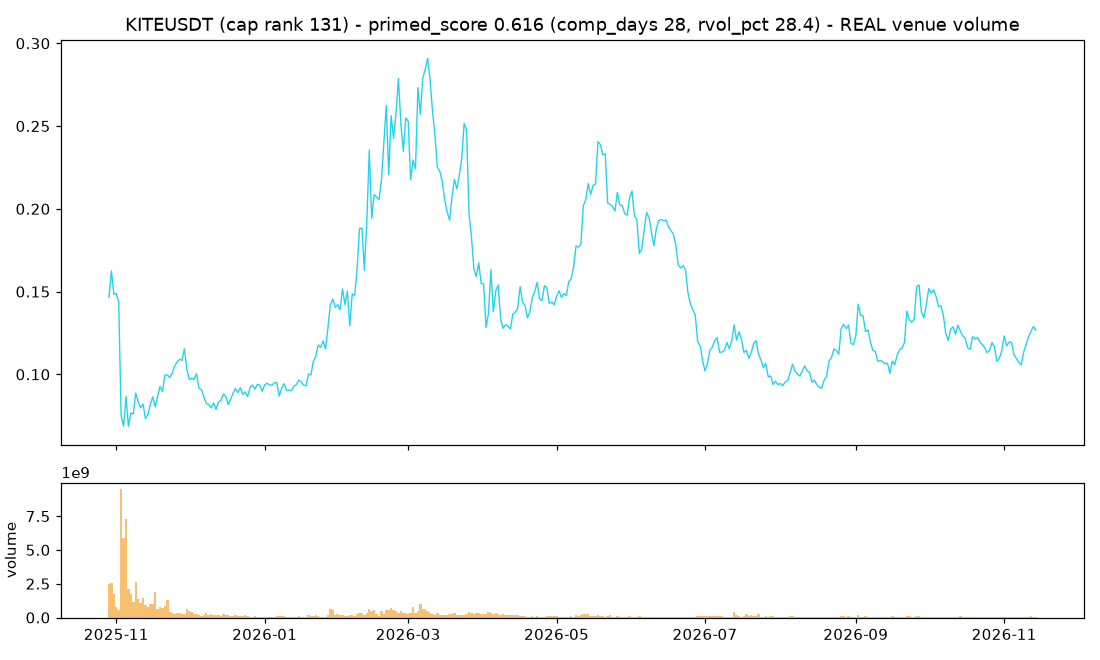 KITEUSDT (cap rank 131) - primed_score 0.616 (comp_days 28, rvol_pct 28.4) - REAL venue volume
0.30
0.25
0.20
0.15
0.10
1e9
volume
7.5
5.0
2.5
0.0
2025-11 2026-01 2026-03 2026-05 2026-07 2026-09 2026-11